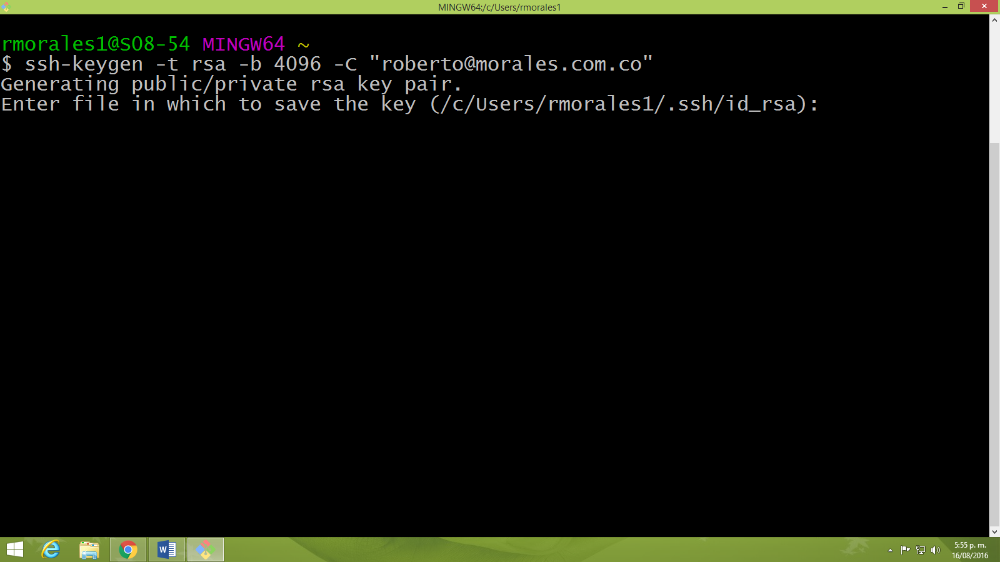 MINGW64:/c/Users/rmorales1
rmorales1@S08-54 MINGW64 ~
$ ssh-keygen -t rsa -b 4096 -C "roberto@morales.com.co"
Generating public/private rsa key pair.
Enter file in which to save the key (/c/Users/rmorales1/.ssh/id_rsa):
W
5:55 p. m.
16/08/2016